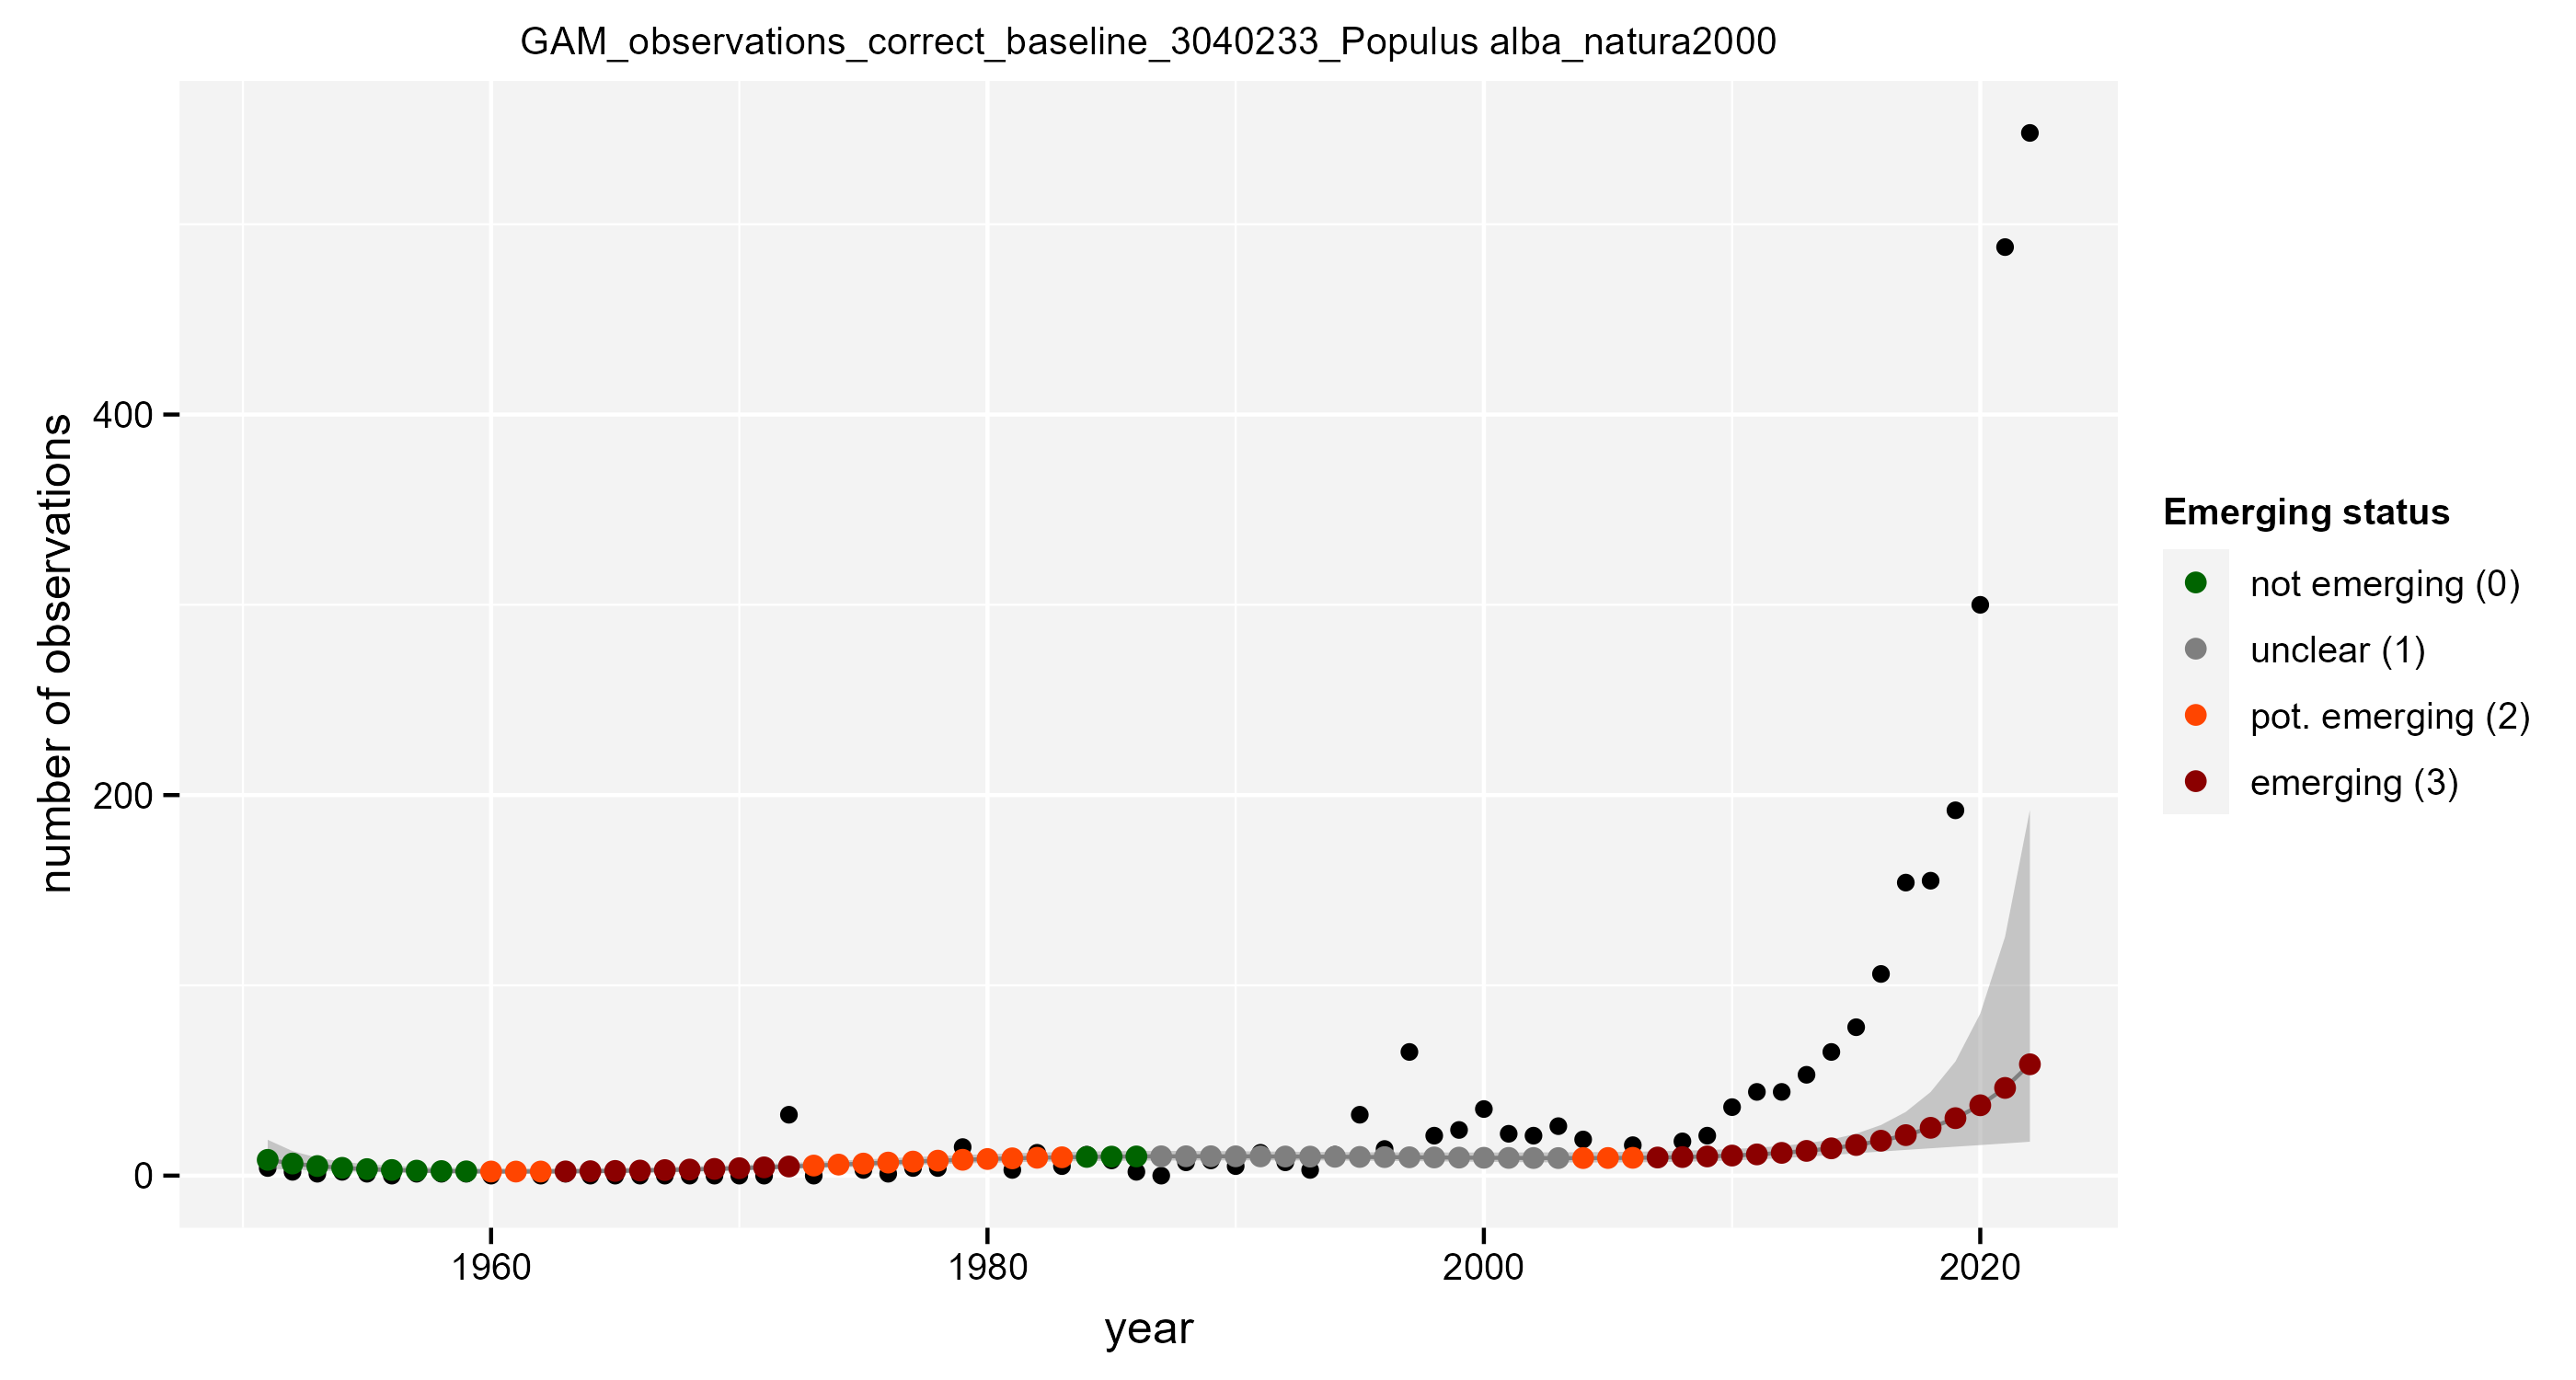 GAM_observations_correct_baseline_3040233_Populus alba_natura2000
number of observations
400
200
0
1960
1980
2000
2020
year
Emerging status
not emerging (0)
unclear (1)
pot. emerging (2)
emerging (3)